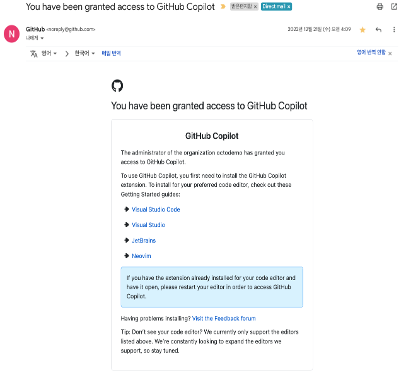 You have been granted access to GitHub Copilot
받은편지함 x Direct mail x
GitHub <noreply@github.com>
나에게
2022년 12월 21일 (수) 오전 4:09
영어 > 한국어 메일 번역
영어 번역 안함 x
You have been granted access to GitHub Copilot
GitHub Copilot
The administrator of the organization octodemo has granted you
access to GitHub Copilot.
To use GitHub Copilot, you first need to install the GitHub Copilot
extension. To install for your preferred code editor, check out these
Getting Started guides:
➔ Visual Studio Code
➔ Visual Studio
➔ JetBrains
➔ Neovim
If you have the extension already installed for your code editor and
have it open, please restart your editor in order to access GitHub
Copilot.
Having problems installing? Visit the Feedback forum
Tip: Don't see your code editor? We currently only support the editors
listed above. We're constantly looking to expand the editors we
support, so stay tuned.